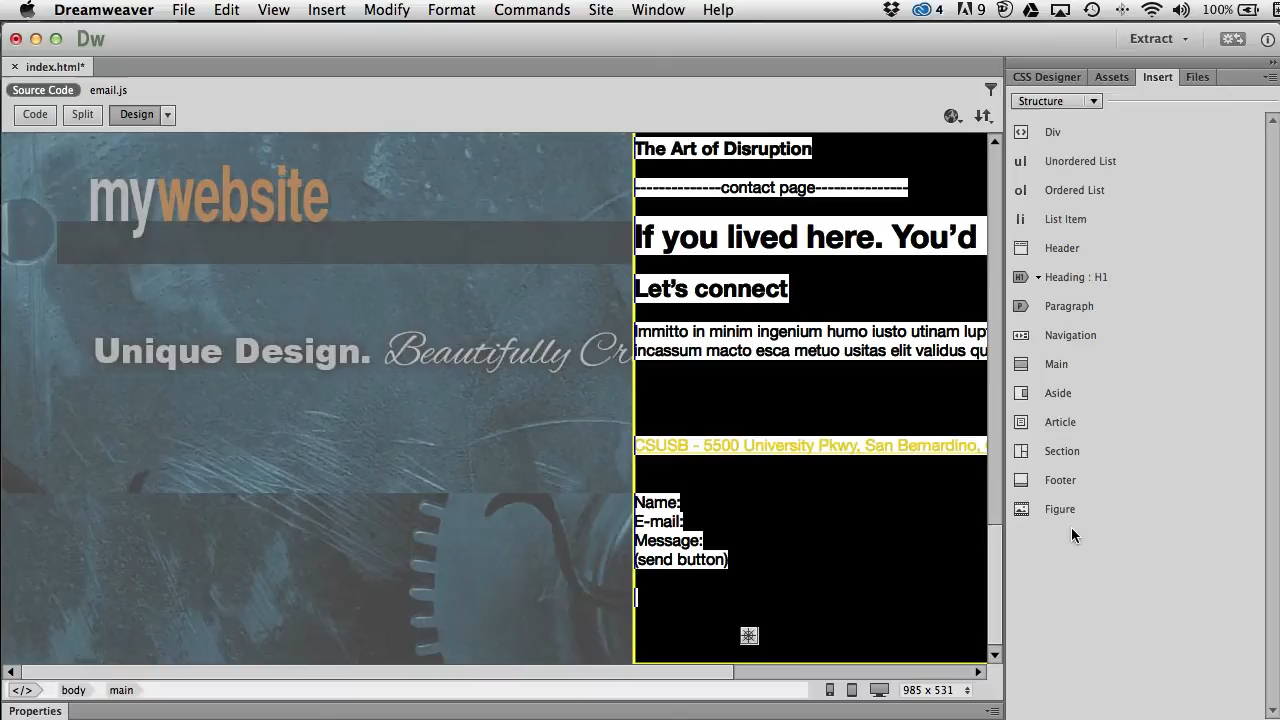 Dreamweaver File Edit View Insert Modify Format Commands Site Window Help 4 9 100%
Dw Extract
× index.html*
CSS Designer Assets Insert Files
Source Code email.js
Structure
Code Split Design
Div
Unordered List
Ordered List
List Item
Header
Heading : H1
Paragraph
Navigation
Main
Aside
Article
Section
Footer
Figure
mywebsite
Unique Design. Beautifully Cr
The Art of Disruption
---------------contact page----------------
If you lived here. You’d
Let’s connect
Immitto in minim ingenium humo iusto utinam lupt
incassum macto esca metuo usitas elit validus qu
CSUSB - 5500 University Pkwy, San Bernardino,
Name:
E-mail:
Message:
(send button)
</> body main 985 x 531
Properties